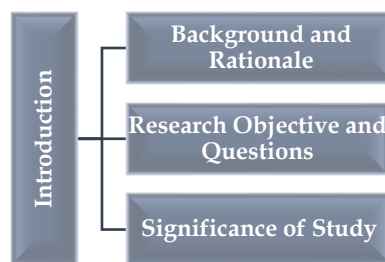 Introduction
Background and
Rationale
Research Objective and
Questions
Significance of Study